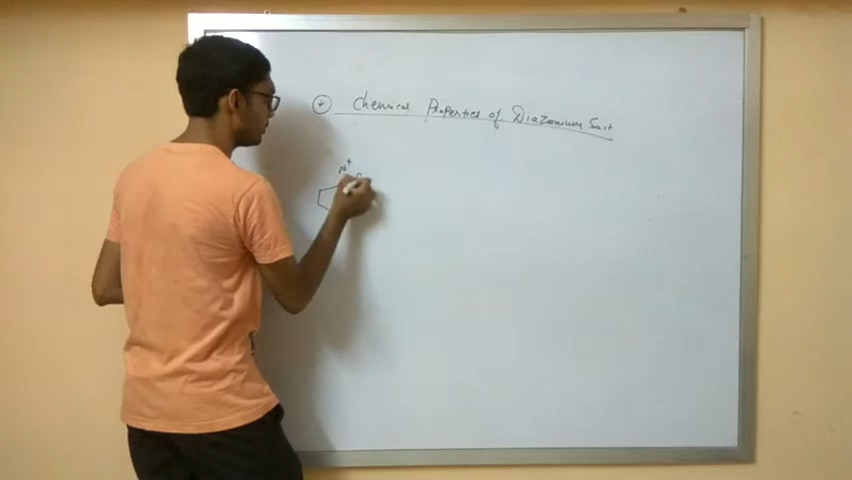 + Chemical Properties of Diazonium Salt
N+